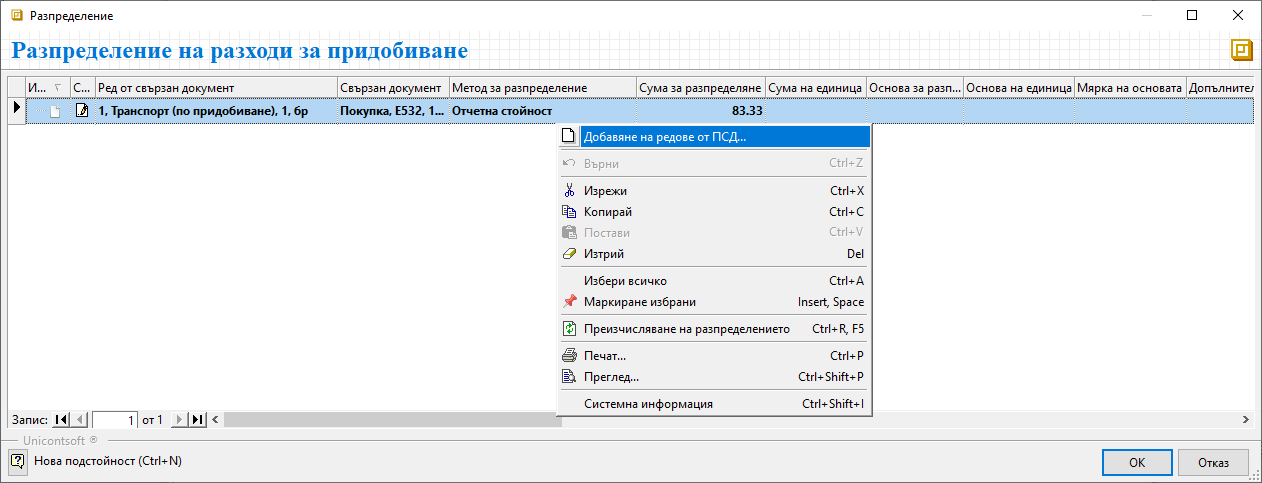 Разпределение
Разпределение на разходи за придобиване
И... С... Ред от свързан документ Свързан документ Метод за разпределение Сума за разпределяне Сума на единица Основа за разп... Основа на единица Мярка на основата Допълнител
1, Транспорт (по придобиване), 1, бр Покупка, E532, 1... Отчетна стойност 83.33
Добавяне на редове от ПСД...
Върни Ctrl+Z
Изрежи Ctrl+X
Копирай Ctrl+C
Постави Ctrl+V
Изтрий Del
Избери всичко Ctrl+A
Маркиране избрани Insert, Space
Преизчисляване на разпределението Ctrl+R, F5
Печат... Ctrl+P
Преглед... Ctrl+Shift+P
Системна информация Ctrl+Shift+I
Запис: 1 от 1
Unicontsoft ®
Нова подстойност (Ctrl+N)
OK Отказ